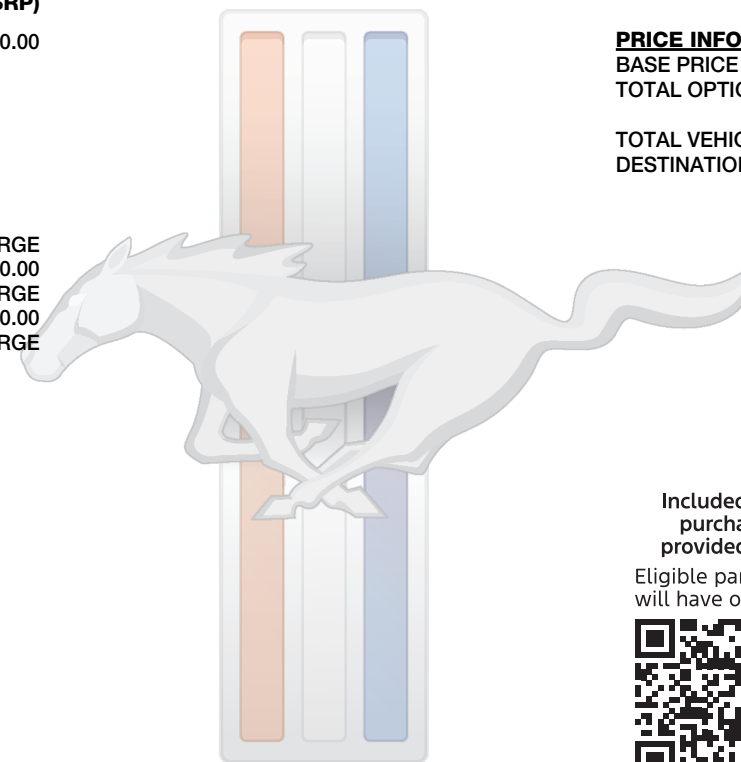 SRP)
0.00
RGE
0.00
RGE
0.00
RGE
PRICE INFO
BASE PRICE
TOTAL OPTIO
TOTAL VEHIC
DESTINATION
Included
purcha
provided
Eligible par
will have o